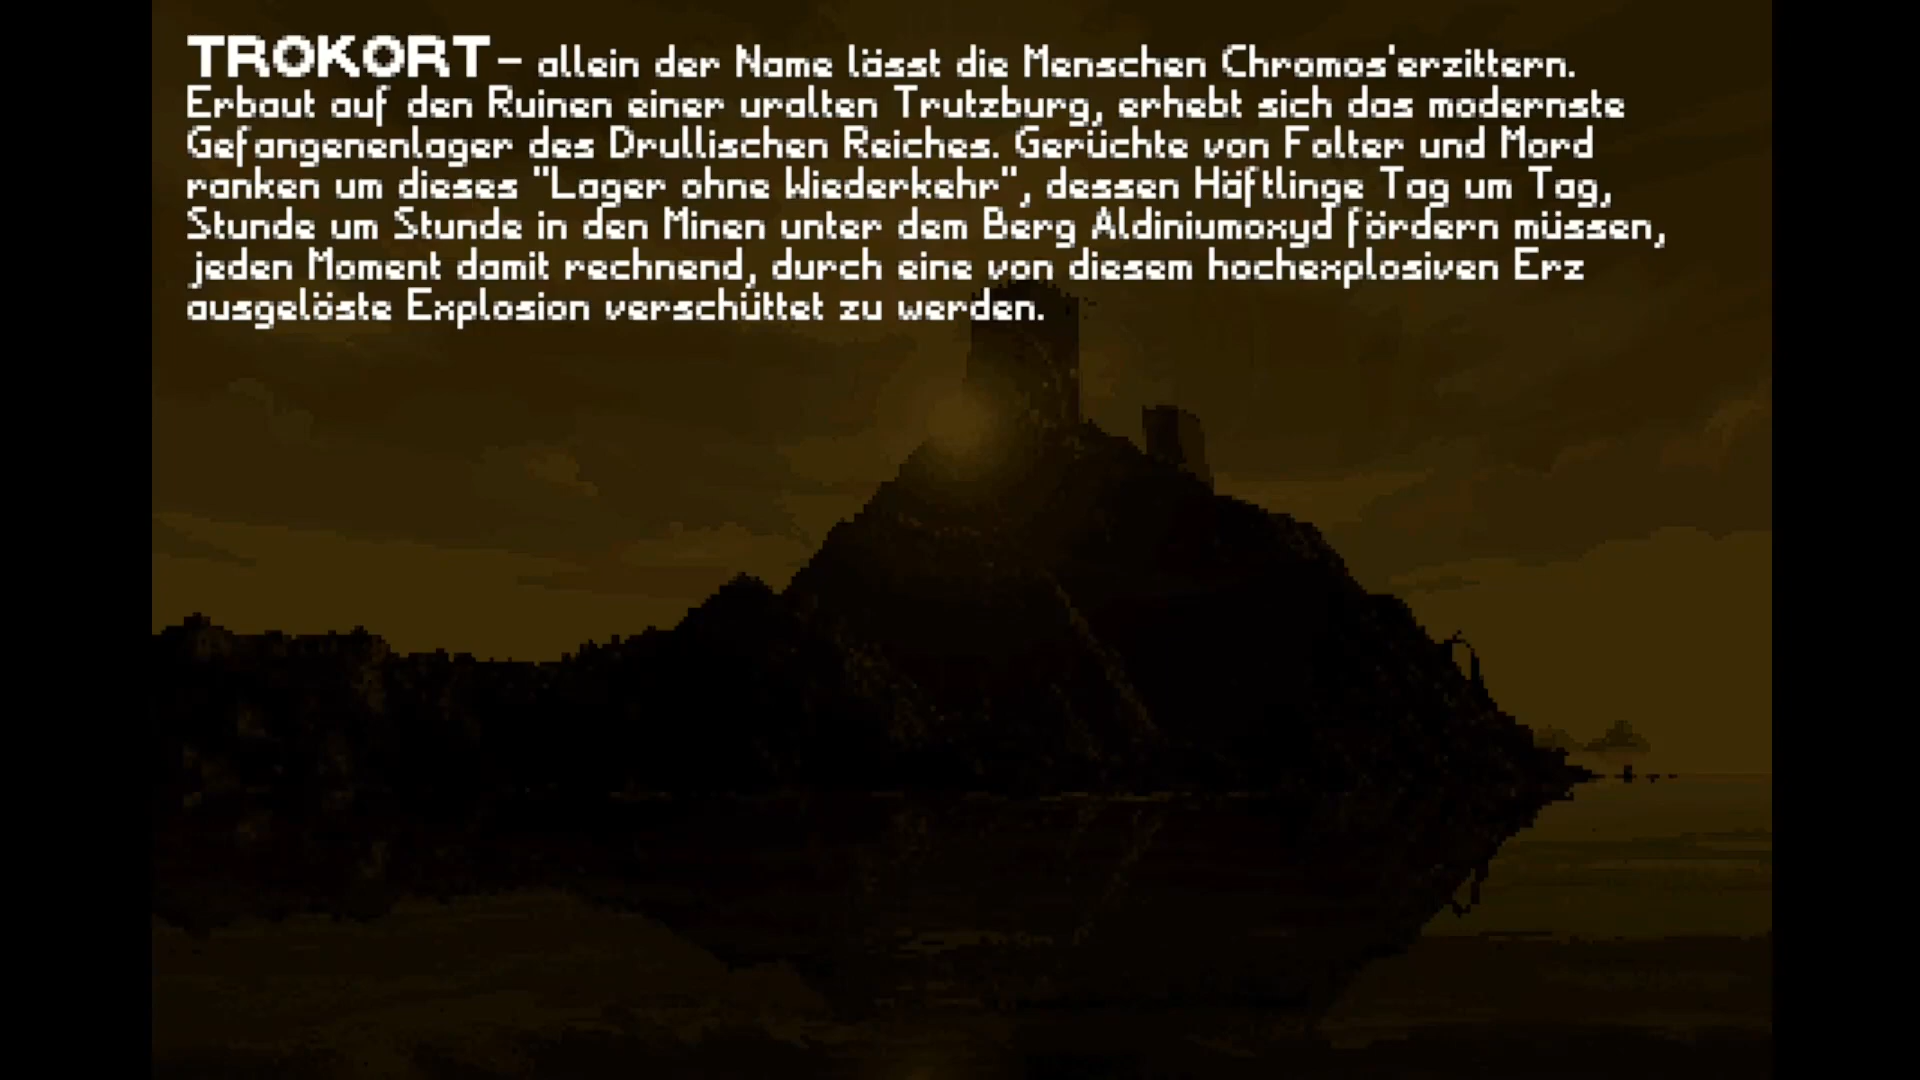 TROKORT – allein der Name lässt die Menschen Chromos'erzittern.
Erbaut auf den Ruinen einer uralten Trutzburg, erhebt sich das modernste
Gefangenenlager des Drullischen Reiches. Gerüchte von Folter und Mord
ranken um dieses "Lager ohne Wiederkehr", dessen Häftlinge Tag um Tag,
Stunde um Stunde in den Minen unter dem Berg Aldiniumoxyd fördern müssen,
jeden Moment damit rechnend, durch eine von diesem hochexplosiven Erz
ausgelöste Explosion verschüttet zu werden.